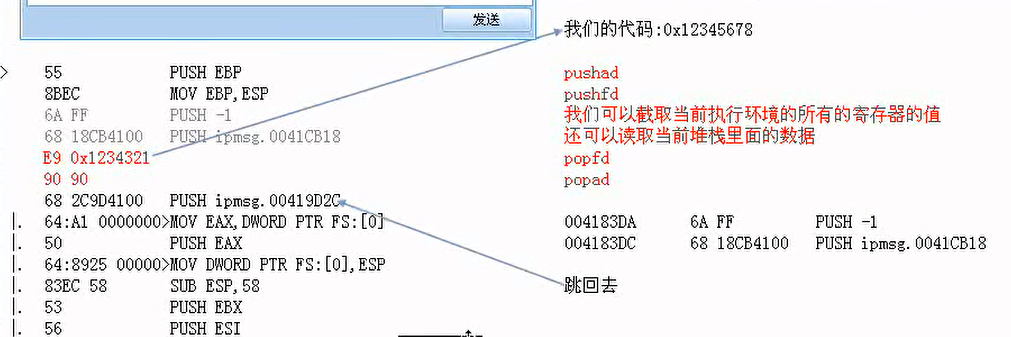 发送
我们的代码:0x12345678
> 55 PUSH EBP
8BEC MOV EBP,ESP
6A FF PUSH -1
68 18CB4100 PUSH ipmsg.0041CB18
E9 0x1234321
90 90
68 2C9D4100 PUSH ipmsg.00419D2C
|. 64:A1 0000000>MOV EAX,DWORD PTR FS:[0]
|. 50 PUSH EAX
|. 64:8925 00000>MOV DWORD PTR FS:[0],ESP
|. 83EC 58 SUB ESP,58
|. 53 PUSH EBX
|. 56 PUSH ESI
pushad
pushfd
我们可以截取当前执行环境的所有的寄存器的值
还可以读取当前堆栈里面的数据
popfd
popad
004183DA 6A FF PUSH -1
004183DC 68 18CB4100 PUSH ipmsg.0041CB18
跳回去